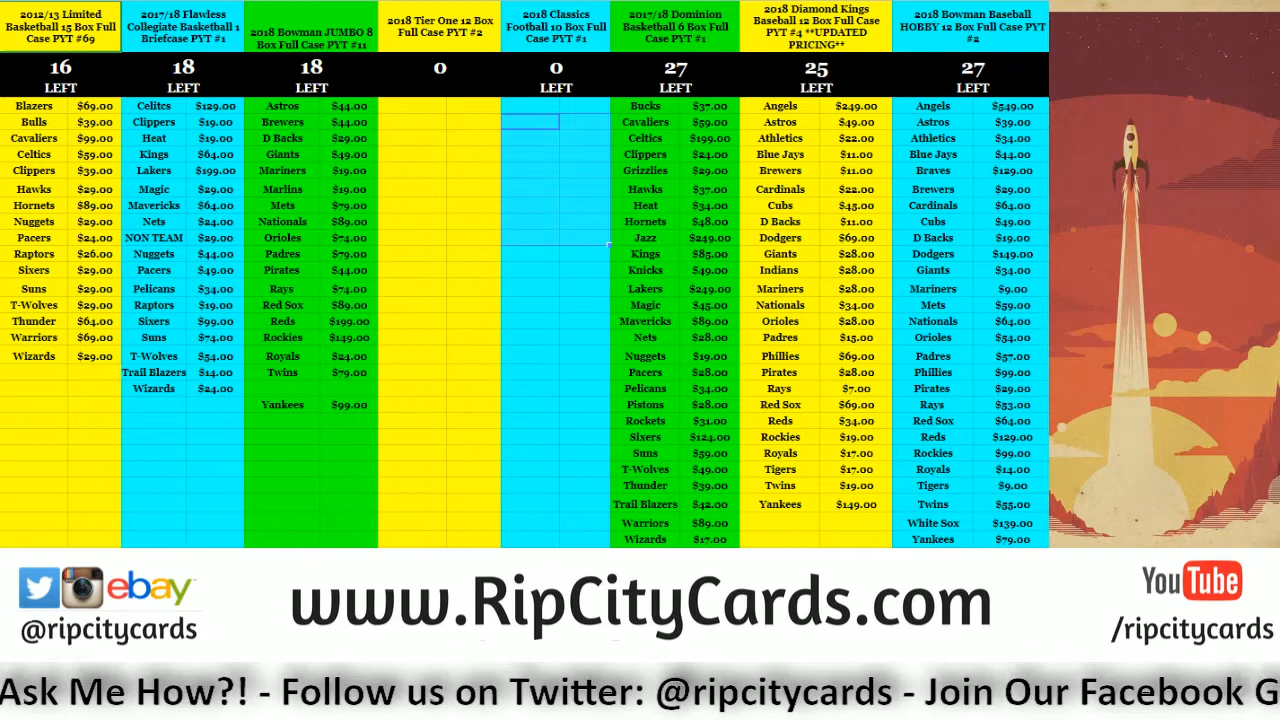 2012/13 Limited
Basketball 15 Box Full
Case PYT #69
16
LEFT
Blazers $69.00
Bulls $39.00
Cavaliers $99.00
Celtics $59.00
Clippers $39.00
Hawks $29.00
Hornets $89.00
Nuggets $29.00
Pacers $24.00
Raptors $26.00
Sixers $29.00
Suns $29.00
T-Wolves $29.00
Thunder $64.00
Warriors $69.00
Wizards $29.00
2017/18 Flawless
Collegiate Basketball 1
Briefcase PYT #1
18
LEFT
Celitcs $129.00
Clippers $19.00
Heat $19.00
Kings $64.00
Lakers $199.00
Magic $29.00
Mavericks $64.00
Nets $24.00
NON TEAM $29.00
Nuggets $44.00
Pacers $49.00
Pelicans $34.00
Raptors $19.00
Sixers $99.00
Suns $74.00
T-Wolves $54.00
Trail Blazers $14.00
Wizards $24.00
2018 Bowman JUMBO 8
Box Full Case PYT #11
18
LEFT
Astros $44.00
Brewers $44.00
D Backs $29.00
Giants $49.00
Mariners $19.00
Marlins $19.00
Mets $79.00
Nationals $89.00
Orioles $74.00
Padres $79.00
Pirates $44.00
Rays $74.00
Red Sox $89.00
Reds $199.00
Rockies $149.00
Royals $24.00
Twins $79.00
Yankees $99.00
2018 Tier One 12 Box
Full Case PYT #2
0
2018 Classics
Football 10 Box Full
Case PYT #1
0
LEFT
2017/18 Dominion
Basketball 6 Box Full
Case PYT #1
27
LEFT
Bucks $37.00
Cavaliers $59.00
Celtics $199.00
Clippers $24.00
Grizzlies $29.00
Hawks $37.00
Heat $34.00
Hornets $48.00
Jazz $249.00
Kings $85.00
Knicks $49.00
Lakers $249.00
Magic $45.00
Mavericks $89.00
Nets $28.00
Nuggets $19.00
Pacers $28.00
Pelicans $34.00
Pistons $28.00
Rockets $31.00
Sixers $124.00
Suns $59.00
T-Wolves $49.00
Thunder $39.00
Trail Blazers $42.00
Warriors $89.00
Wizards $17.00
2018 Diamond Kings
Baseball 12 Box Full Case
PYT #4 **UPDATED
PRICING**
25
LEFT
Angels $249.00
Astros $49.00
Athletics $22.00
Blue Jays $11.00
Brewers $11.00
Cardinals $22.00
Cubs $45.00
D Backs $11.00
Dodgers $69.00
Giants $28.00
Indians $28.00
Mariners $28.00
Nationals $34.00
Orioles $28.00
Padres $15.00
Phillies $69.00
Pirates $28.00
Rays $7.00
Red Sox $69.00
Reds $34.00
Rockies $19.00
Royals $17.00
Tigers $17.00
Twins $19.00
Yankees $149.00
2018 Bowman Baseball
HOBBY 12 Box Full Case PYT
#2
27
LEFT
Angels $549.00
Astros $39.00
Athletics $34.00
Blue Jays $44.00
Braves $129.00
Brewers $29.00
Cardinals $64.00
Cubs $49.00
D Backs $19.00
Dodgers $149.00
Giants $34.00
Mariners $9.00
Mets $59.00
Nationals $64.00
Orioles $54.00
Padres $57.00
Phillies $99.00
Pirates $29.00
Rays $53.00
Red Sox $64.00
Reds $129.00
Rockies $99.00
Royals $14.00
Tigers $9.00
Twins $55.00
White Sox $139.00
Yankees $79.00
ebay
@ripcitycards
www.RipCityCards.com
YouTube
/ripcitycards
Ask Me How?! - Follow us on Twitter: @ripcitycards - Join Our Facebook G